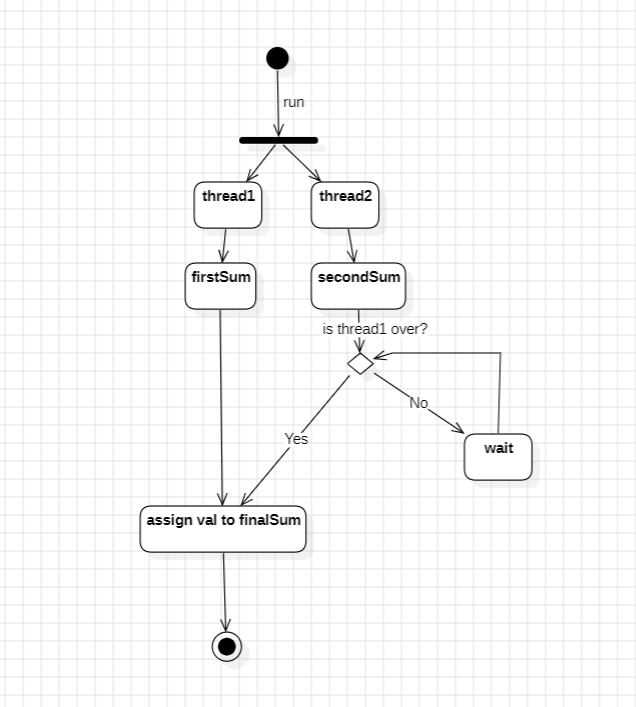 run
thread1
thread2
firstSum
secondSum
is thread1 over?
No
Yes
wait
assign val to finalSum